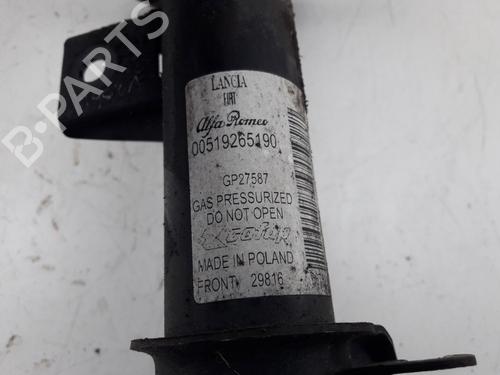 LANCIA
FIAT
Alfa Romeo
00519265190
GP27587
GAS PRESSURIZED
DO NOT OPEN
MADE IN POLAND
FRONT 29816
B-PARTS